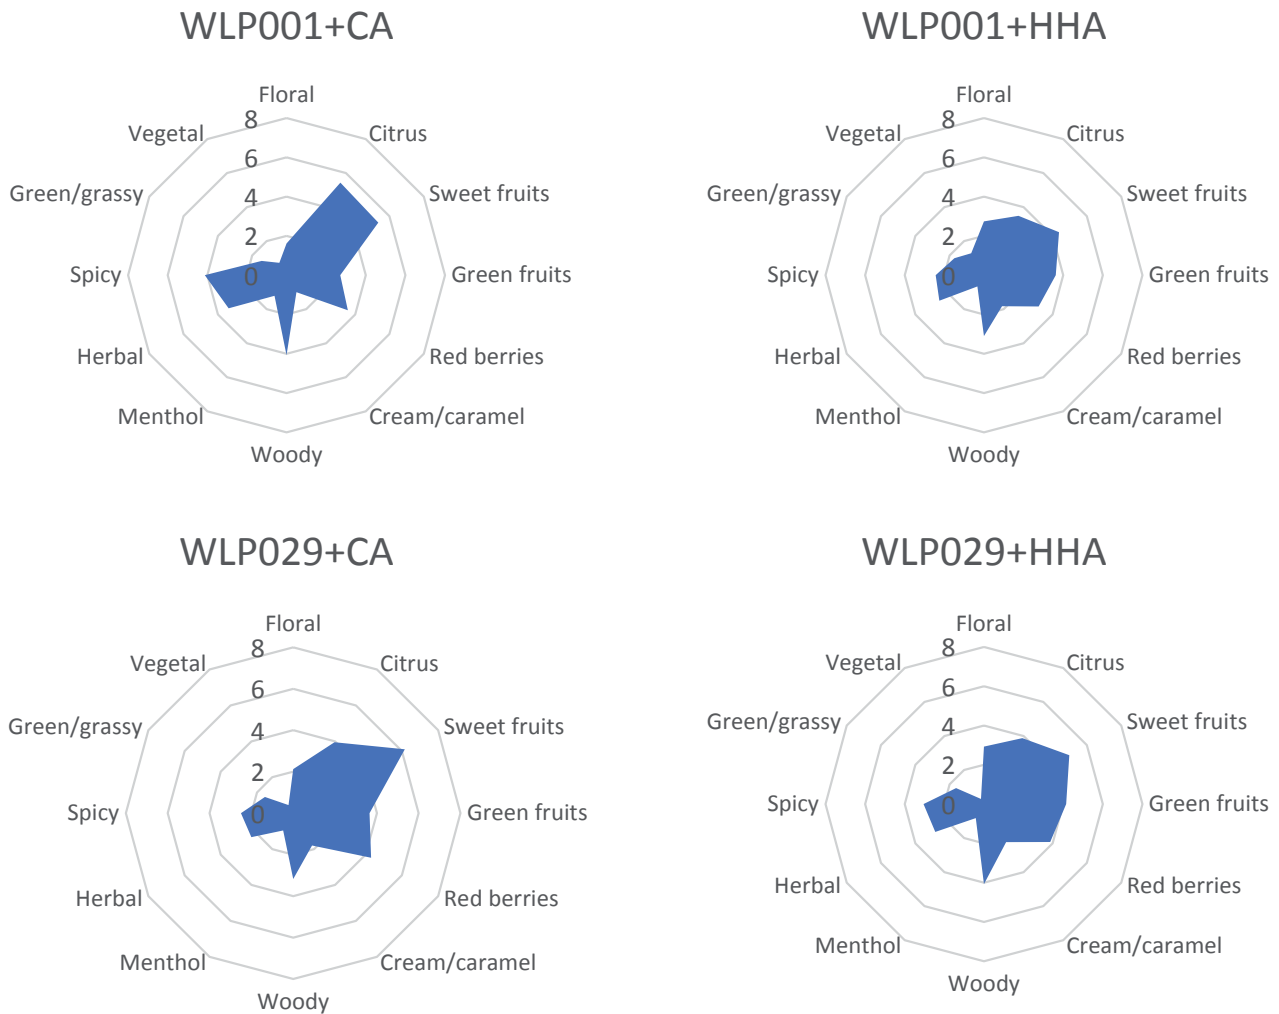 WLP001+CA
Floral
Citrus
Sweet fruits
Green fruits
Red berries
Cream/caramel
Woody
Menthol
Herbal
Spicy
Green/grassy
Vegetal
8
6
4
2
0
WLP001+HHA
Floral
Citrus
Sweet fruits
Green fruits
Red berries
Cream/caramel
Woody
Menthol
Herbal
Spicy
Green/grassy
Vegetal
8
6
4
2
0
WLP029+CA
Floral
Citrus
Sweet fruits
Green fruits
Red berries
Cream/caramel
Woody
Menthol
Herbal
Spicy
Green/grassy
Vegetal
8
6
4
2
0
WLP029+HHA
Floral
Citrus
Sweet fruits
Green fruits
Red berries
Cream/caramel
Woody
Menthol
Herbal
Spicy
Green/grassy
Vegetal
8
6
4
2
0